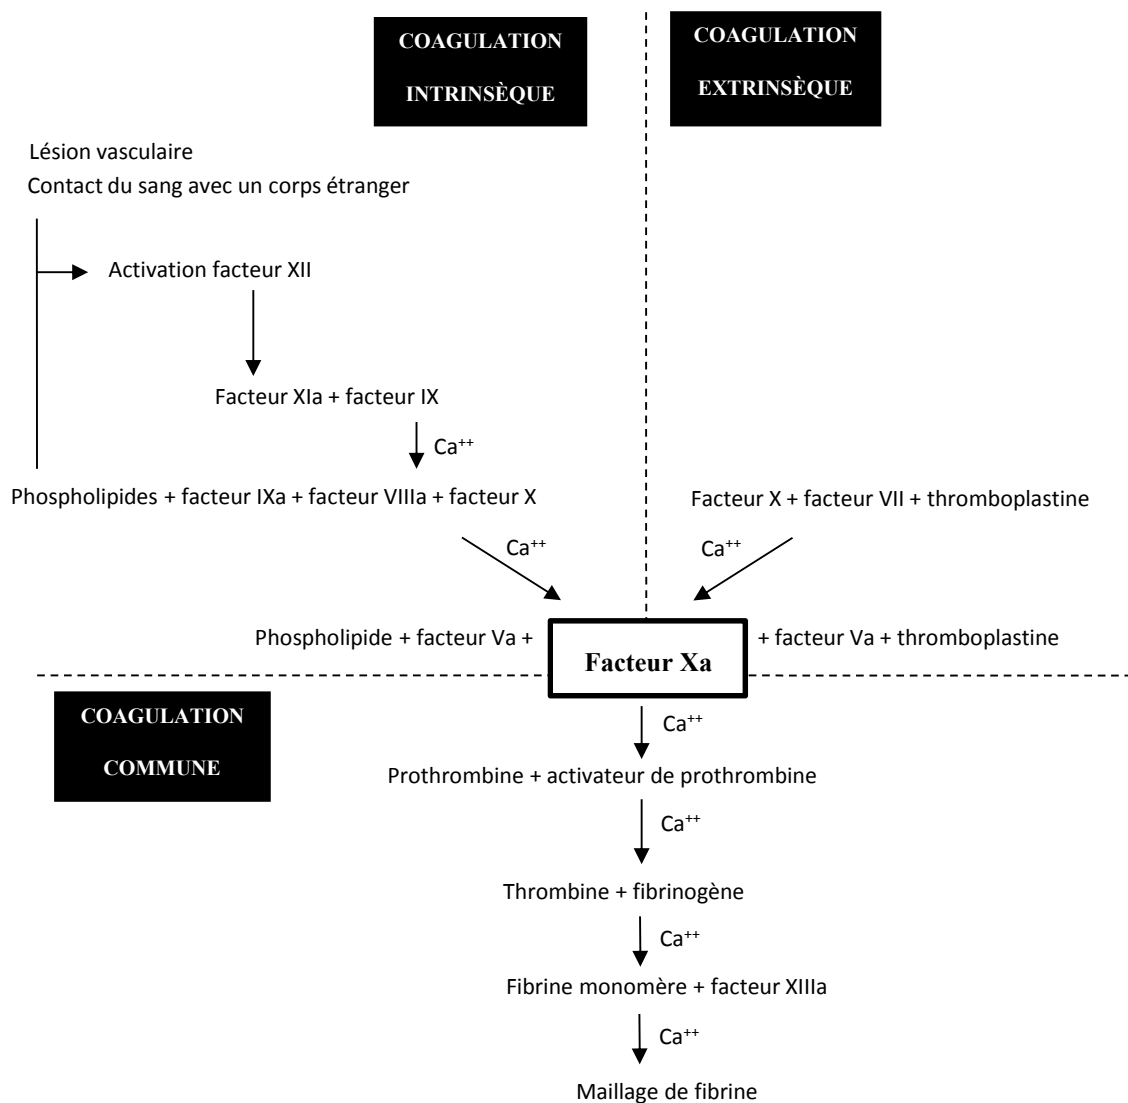 COAGULATION
INTRINSÈQUE
COAGULATION
EXTRINSÈQUE
Lésion vasculaire
Contact du sang avec un corps étranger
Activation facteur XII
Facteur XIa + facteur IX
Ca⁺⁺
Phospholipides + facteur IXa + facteur VIIIa + facteur X
Facteur X + facteur VII + thromboplastine
Ca⁺⁺
Ca⁺⁺
Phospholipide + facteur Va +
Facteur Xa
+ facteur Va + thromboplastine
COAGULATION
COMMUNE
Ca⁺⁺
Prothrombine + activateur de prothrombine
Ca⁺⁺
Thrombine + fibrinogène
Ca⁺⁺
Fibrine monomère + facteur XIIIa
Ca⁺⁺
Maillage de fibrine